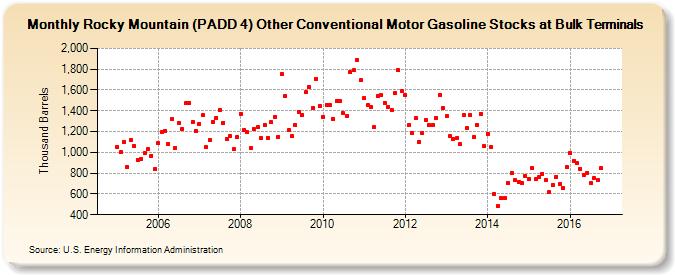 Monthly Rocky Mountain (PADD 4) Other Conventional Motor Gasoline Stocks at Bulk Terminals
Thousand Barrels
2,000
1,800
1,600
1,400
1,200
1,000
800
600
400
2006 2008 2010 2012 2014 2016
Source: U.S. Energy Information Administration